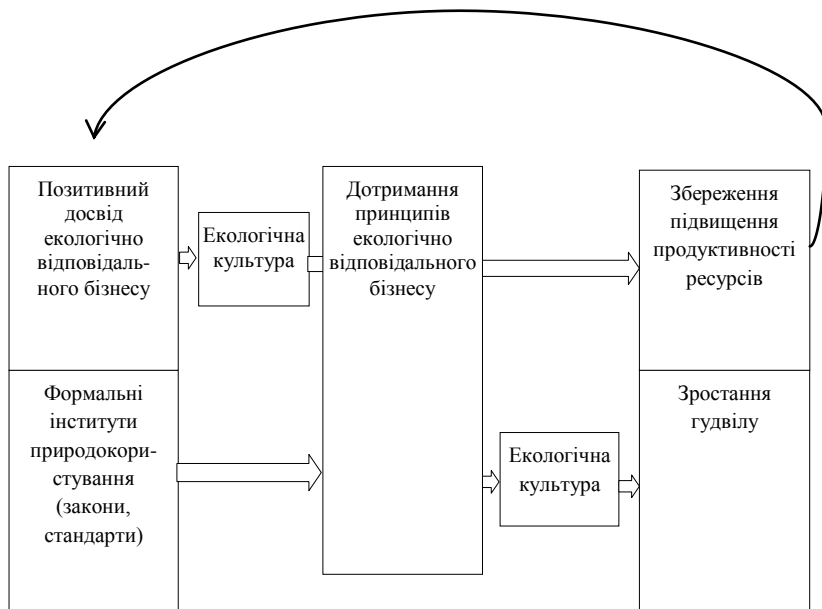 Позитивний
досвід
екологічно
відповідаль-
ного бізнесу
Екологічна
культура
Дотримання
принципів
екологічно
відповідального
бізнесу
Збереження
підвищення
продуктивності
ресурсів
Формальні
інститути
природокори-
стування
(закони,
стандарти)
Екологічна
культура
Зростання
гудвілу